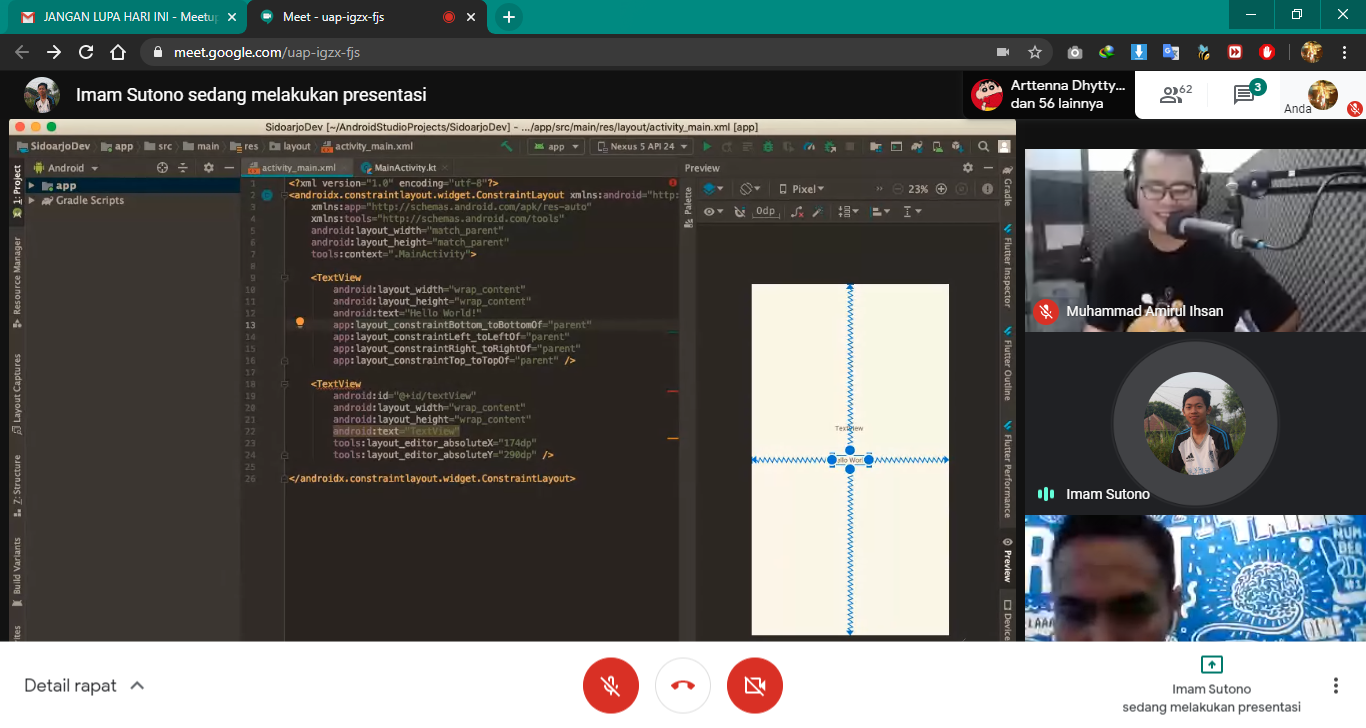 JANGAN LUPA HARI INI - Meetup
Meet - uap-igzx-fjs
meet.google.com/uap-igzx-fjs
Imam Sutono sedang melakukan presentasi
Arttenna Dhytty...
dan 56 lainnya
62
3
Anda
SidoarjoDev [~/AndroidStudioProjects/SidoarjoDev] - .../app/src/main/res/layout/activity_main.xml [app]
SidoarjoDev app src main res layout activity_main.xml
app
Nexus 5 API 24
1: Project
Resource Manager
Layout Captures
7: Structure
Build Variants
Android
app
Gradle Scripts
activity_main.xml
MainActivity.kt
1 <?xml version="1.0" encoding="utf-8"?>
2 <androidx.constraintlayout.widget.ConstraintLayout xmlns:android="http:
3 xmlns:app="http://schemas.android.com/apk/res-auto"
4 xmlns:tools="http://schemas.android.com/tools"
5 android:layout_width="match_parent"
6 android:layout_height="match_parent"
7 tools:context=".MainActivity">
8
9 <TextView
10 android:layout_width="wrap_content"
11 android:layout_height="wrap_content"
12 android:text="Hello World!"
13 app:layout_constraintBottom_toBottomOf="parent"
14 app:layout_constraintLeft_toLeftOf="parent"
15 app:layout_constraintRight_toRightOf="parent"
16 app:layout_constraintTop_toTopOf="parent" />
17
18 <TextView
19 android:id="@+id/textView"
20 android:layout_width="wrap_content"
21 android:layout_height="wrap_content"
22 android:text="TextView"
23 tools:layout_editor_absoluteX="174dp"
24 tools:layout_editor_absoluteY="290dp" />
25
26 </androidx.constraintlayout.widget.ConstraintLayout>
Preview
Palette
Pixel
23%
0dp
TextView
Gradle
Flutter Inspector
Flutter Outline
Flutter Performance
Preview
Device
Muhammad Amirul Ihsan
Imam Sutono
NUM
BER
Detail rapat
Imam Sutono
sedang melakukan presentasi